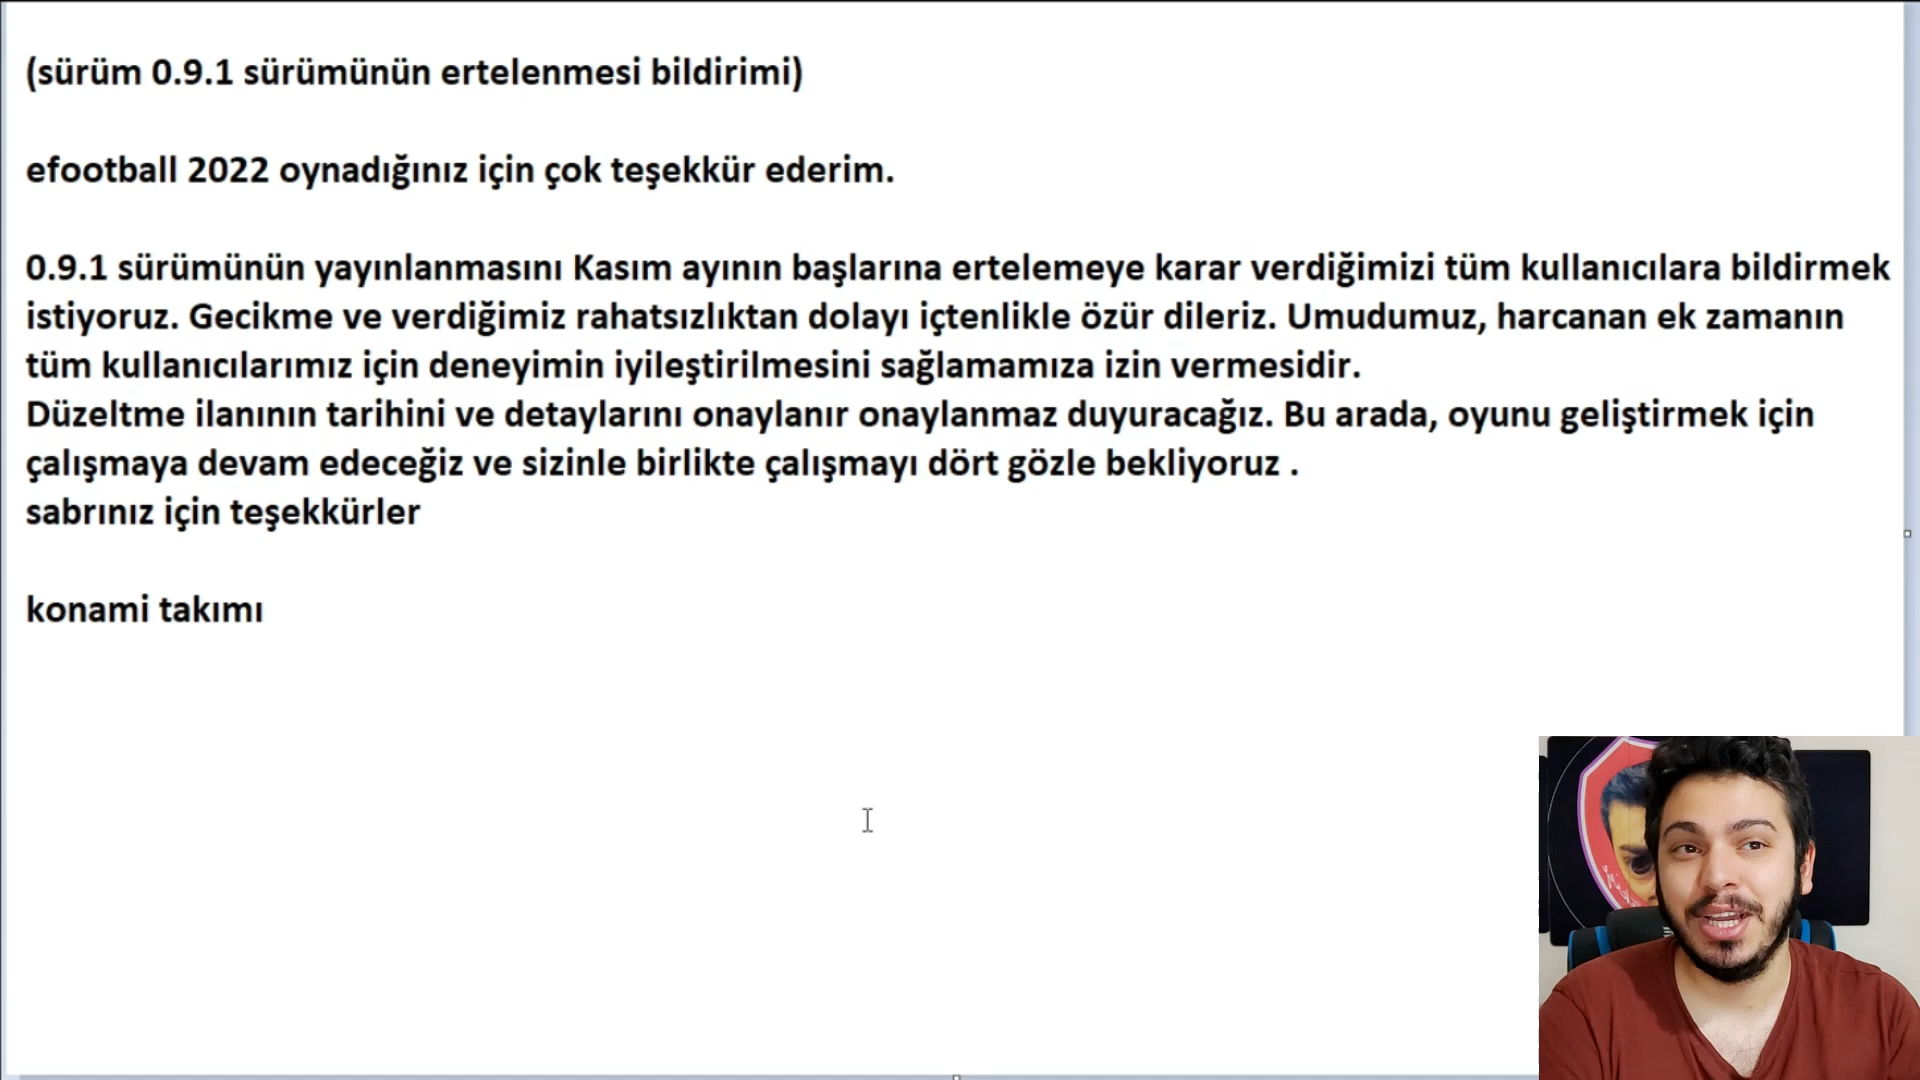 (sürüm 0.9.1 sürümünün ertelenmesi bildirimi)
efootball 2022 oynadığınız için çok teşekkür ederim.
0.9.1 sürümünün yayınlanmasını Kasım ayının başlarına ertelemeye karar verdiğimizi tüm kullanıcılara bildirmek
istiyoruz. Gecikme ve verdiğimiz rahatsızlıktan dolayı içtenlikle özür dileriz. Umudumuz, harcanan ek zamanın
tüm kullanıcılarımız için deneyimin iyileştirilmesini sağlamamıza izin vermesidir.
Düzeltme ilanının tarihini ve detaylarını onaylanır onaylanmaz duyuracağız. Bu arada, oyunu geliştirmek için
çalışmaya devam edeceğiz ve sizinle birlikte çalışmayı dört gözle bekliyoruz .
sabrınız için teşekkürler
konami takımı